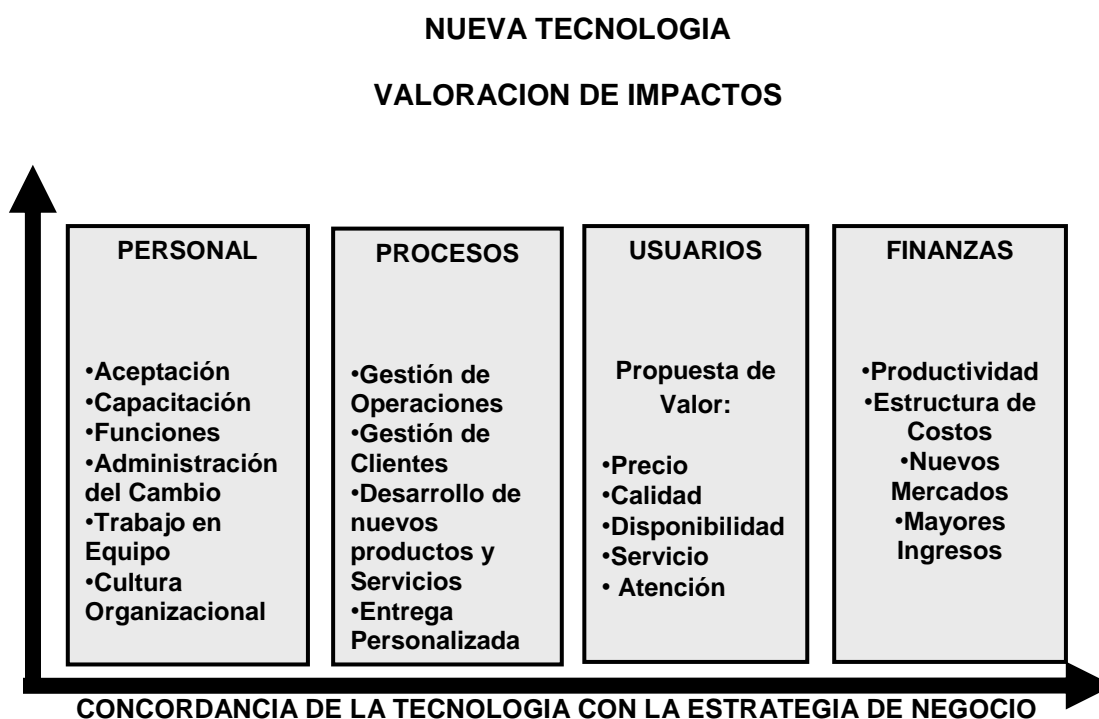 NUEVA TECNOLOGIA
VALORACION DE IMPACTOS
PERSONAL
•Aceptación
•Capacitación
•Funciones
•Administración
del Cambio
•Trabajo en
Equipo
•Cultura
Organizacional
PROCESOS
•Gestión de
Operaciones
•Gestión de
Clientes
•Desarrollo de
nuevos
productos y
Servicios
•Entrega
Personalizada
USUARIOS
Propuesta de
Valor:
•Precio
•Calidad
•Disponibilidad
•Servicio
• Atención
FINANZAS
•Productividad
•Estructura de
Costos
•Nuevos
Mercados
•Mayores
Ingresos
CONCORDANCIA DE LA TECNOLOGIA CON LA ESTRATEGIA DE NEGOCIO